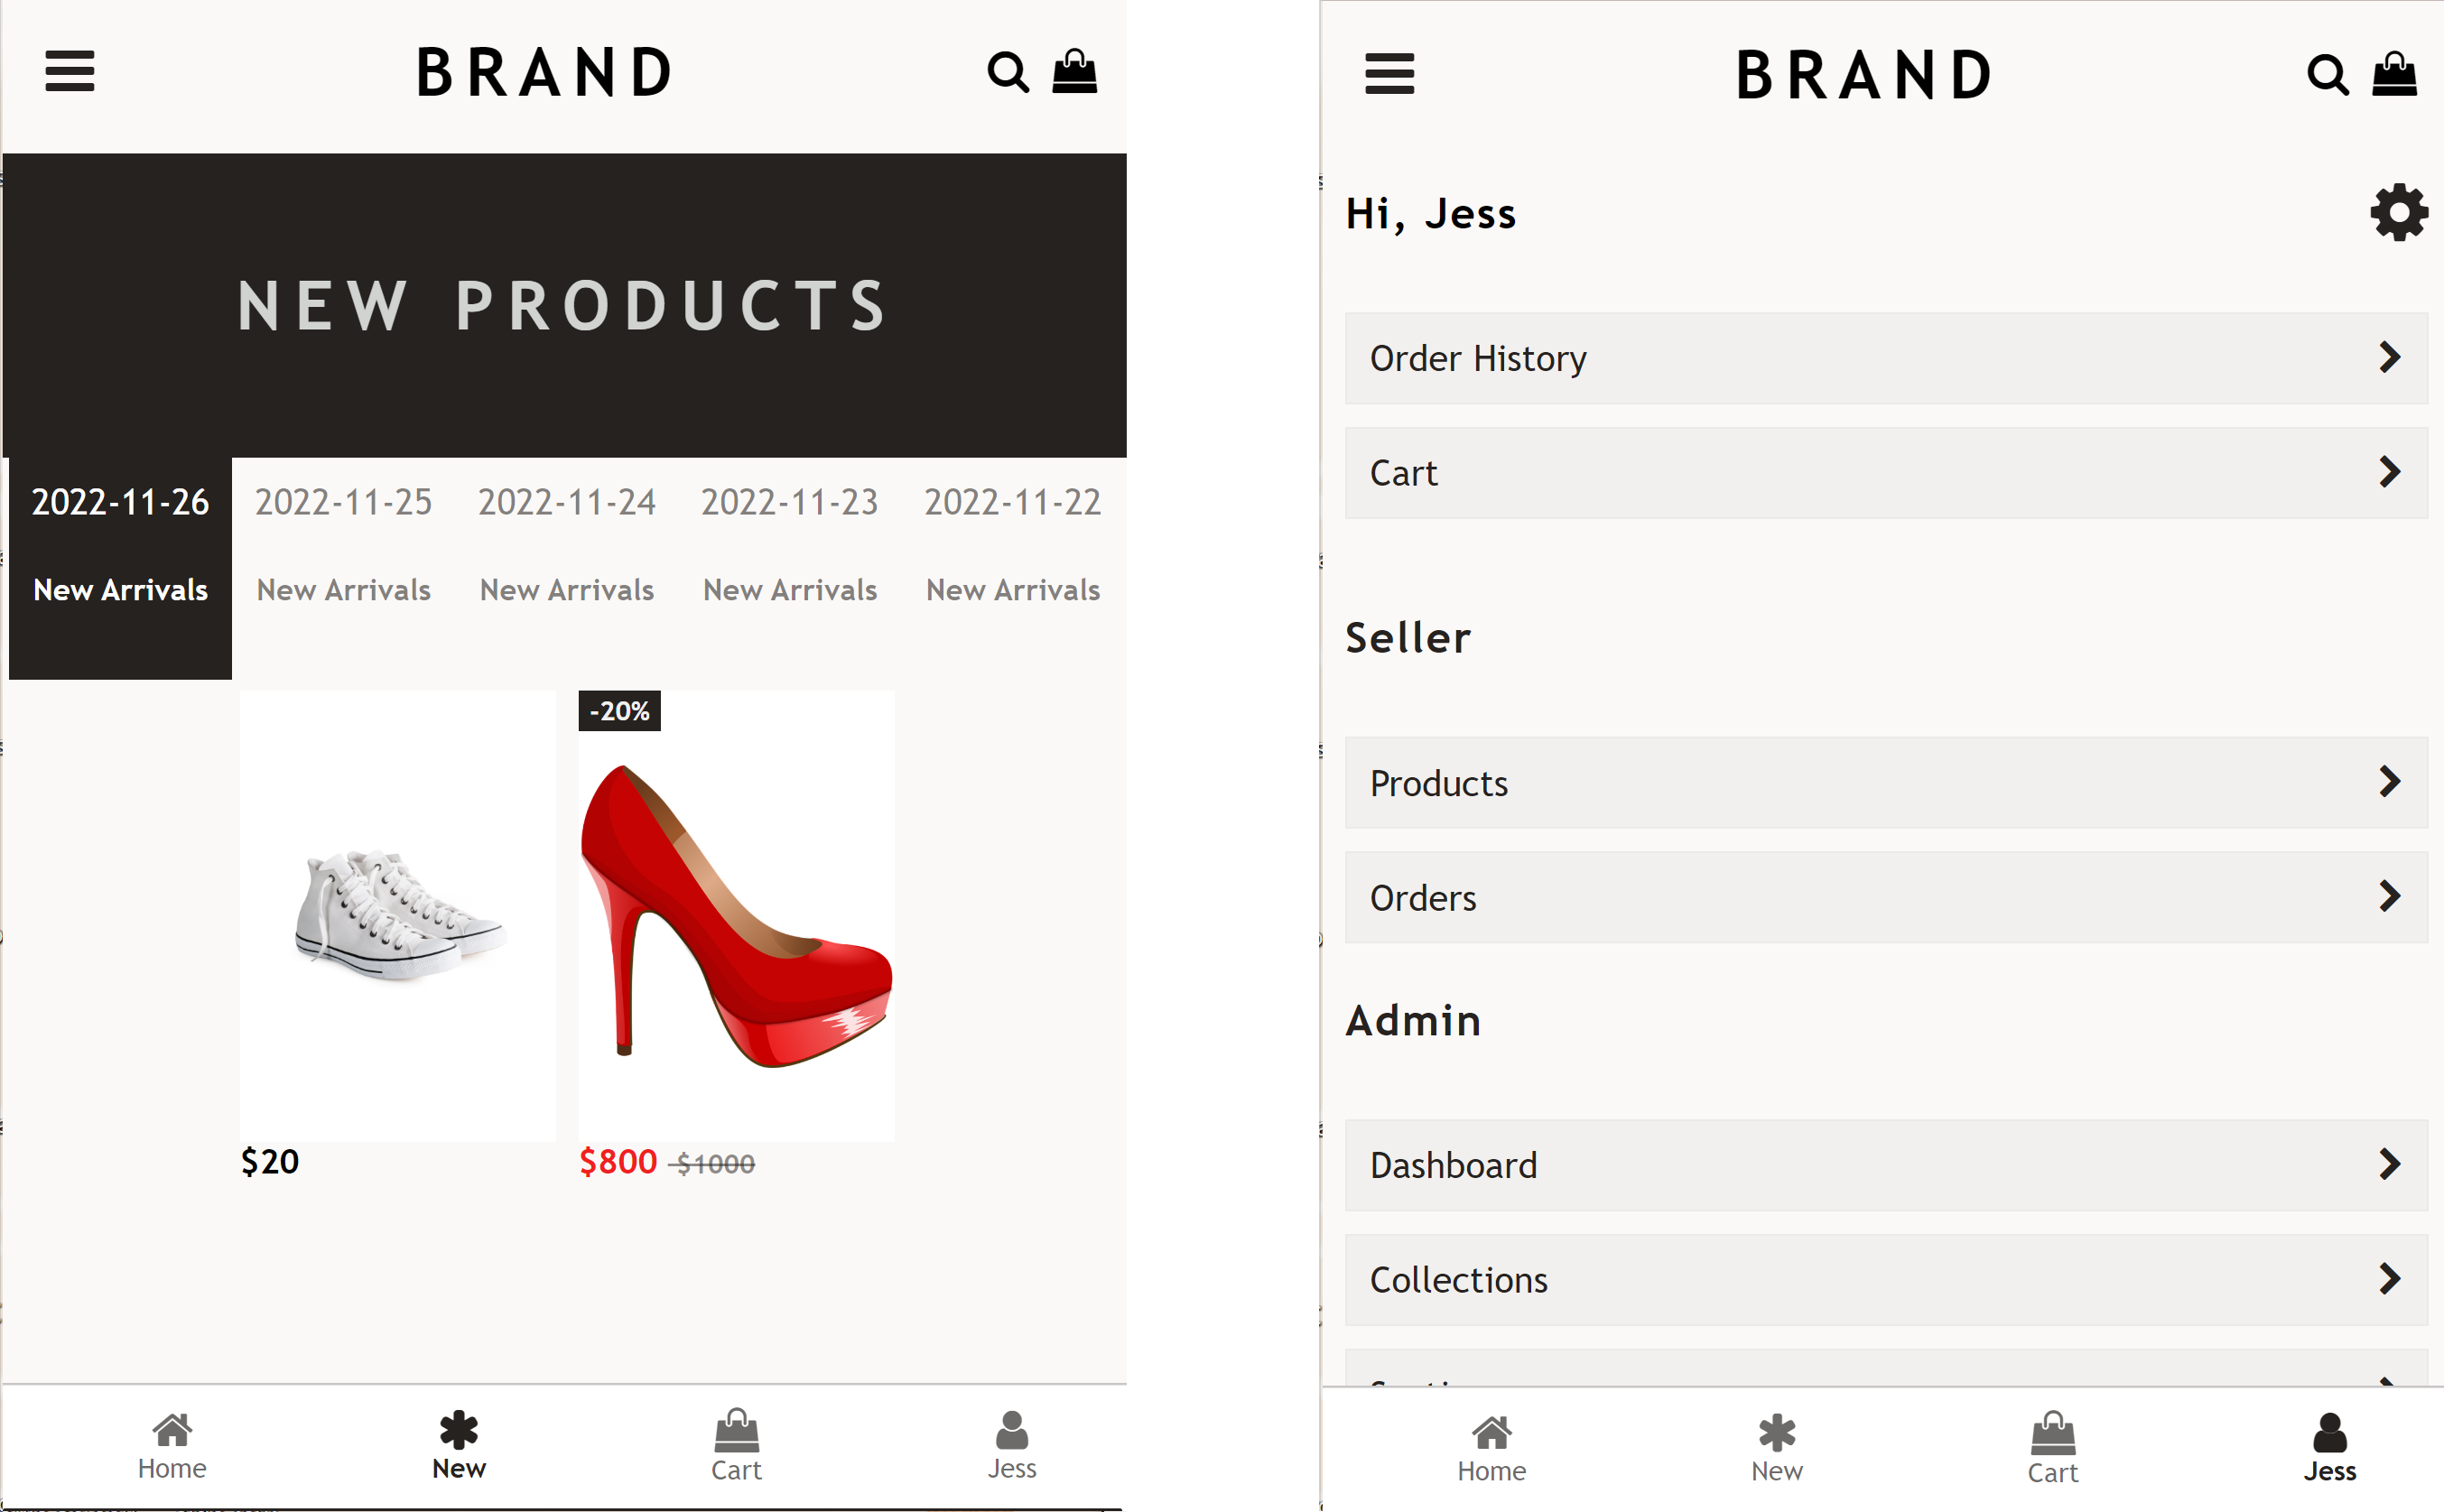 BRAND
NEW PRODUCTS
2022-11-26 2022-11-25 2022-11-24 2022-11-23 2022-11-22
New Arrivals New Arrivals New Arrivals New Arrivals New Arrivals
-20%
$20
$800 $1000
Home New Cart Jess
BRAND
Hi, Jess
Order History
Cart
Seller
Products
Orders
Admin
Dashboard
Collections
Home New Cart Jess